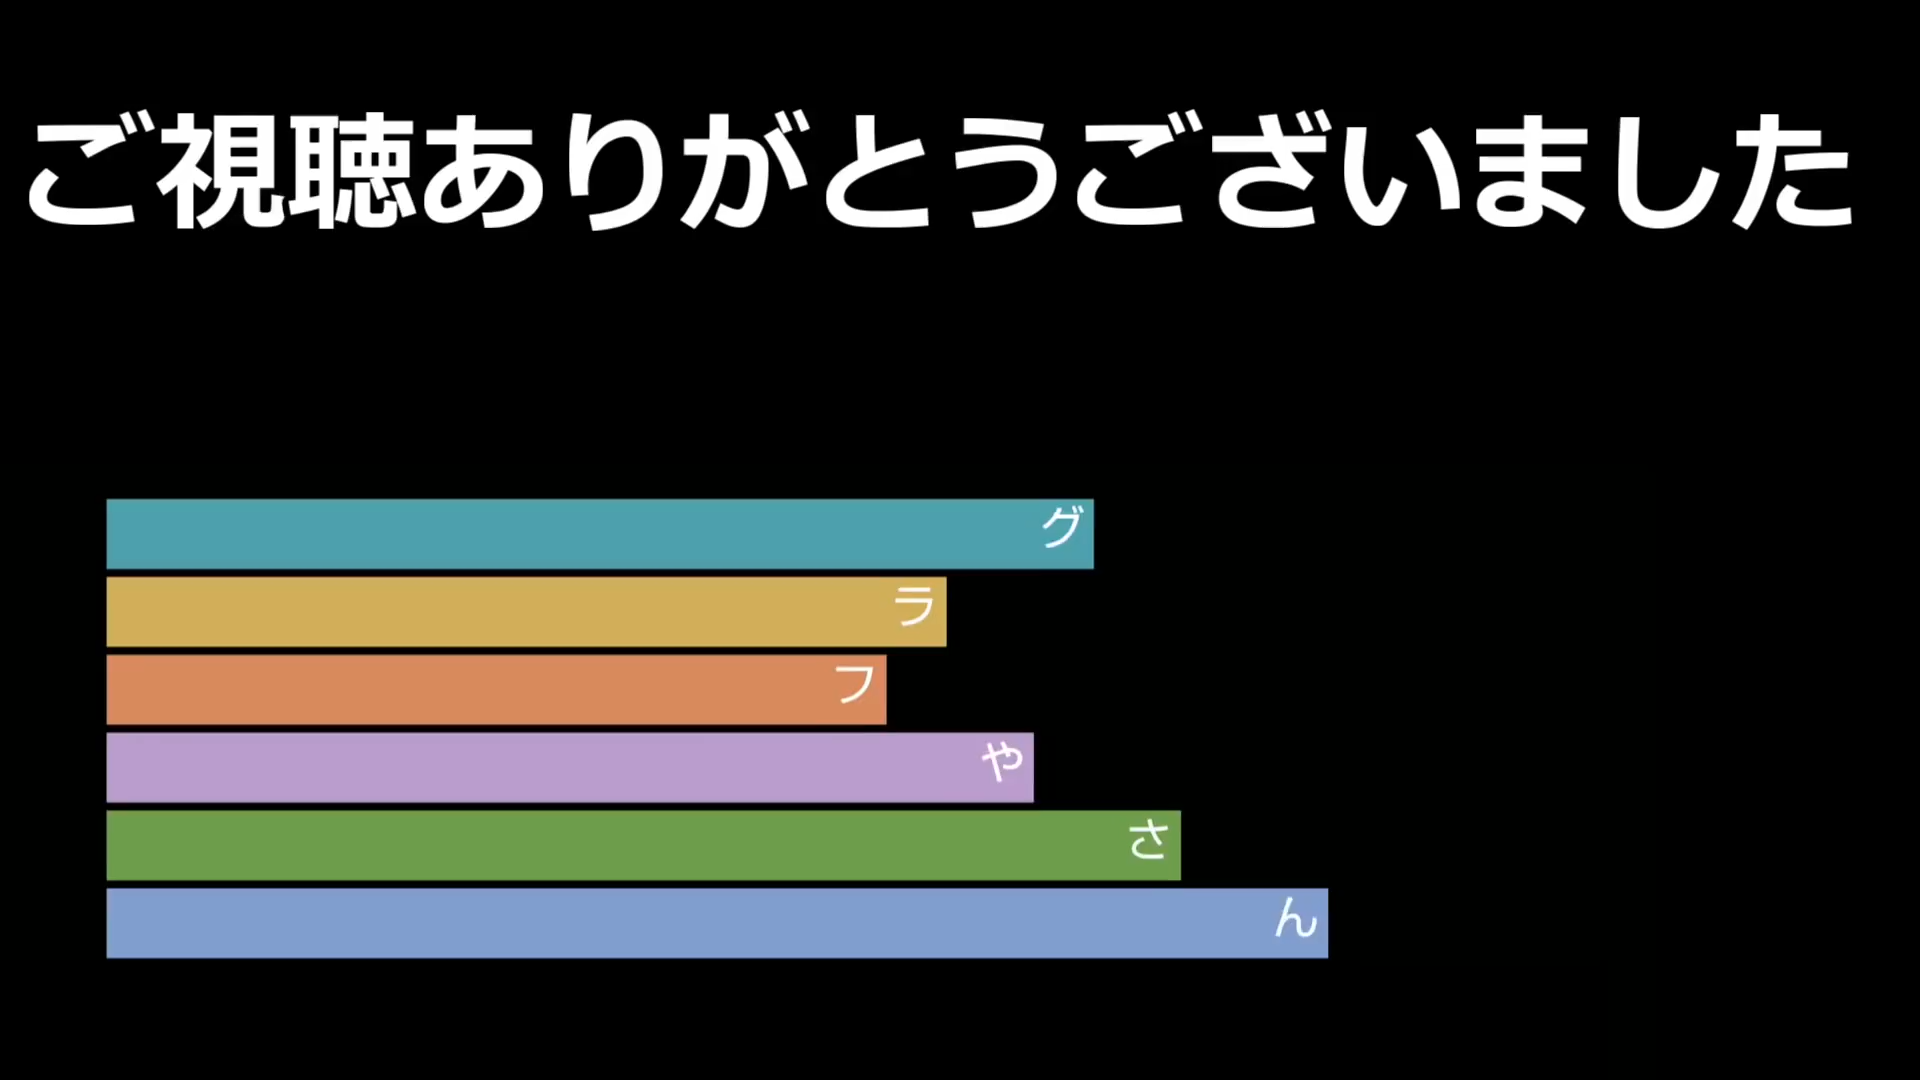 ご視聴ありがとうございました
グ
ラ
フ
や
さ
ん